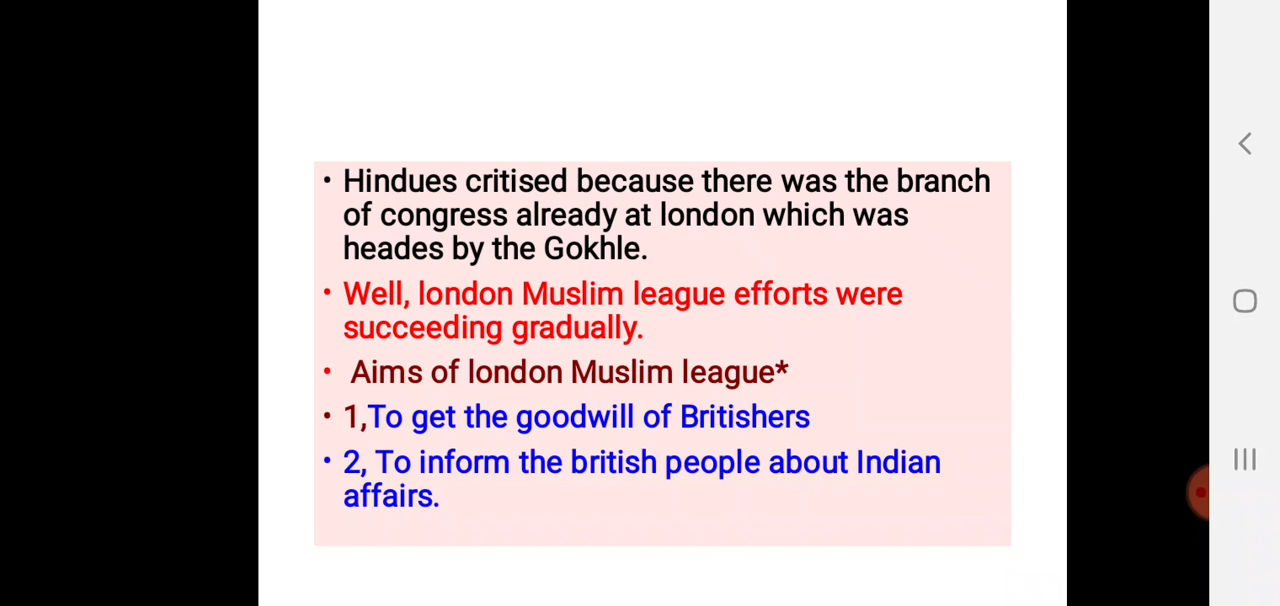 • Hindues critised because there was the branch
of congress already at london which was
heades by the Gokhle.
• Well, london Muslim league efforts were
succeeding gradually.
• Aims of london Muslim league*
• 1,To get the goodwill of Britishers
• 2, To inform the british people about Indian
affairs.